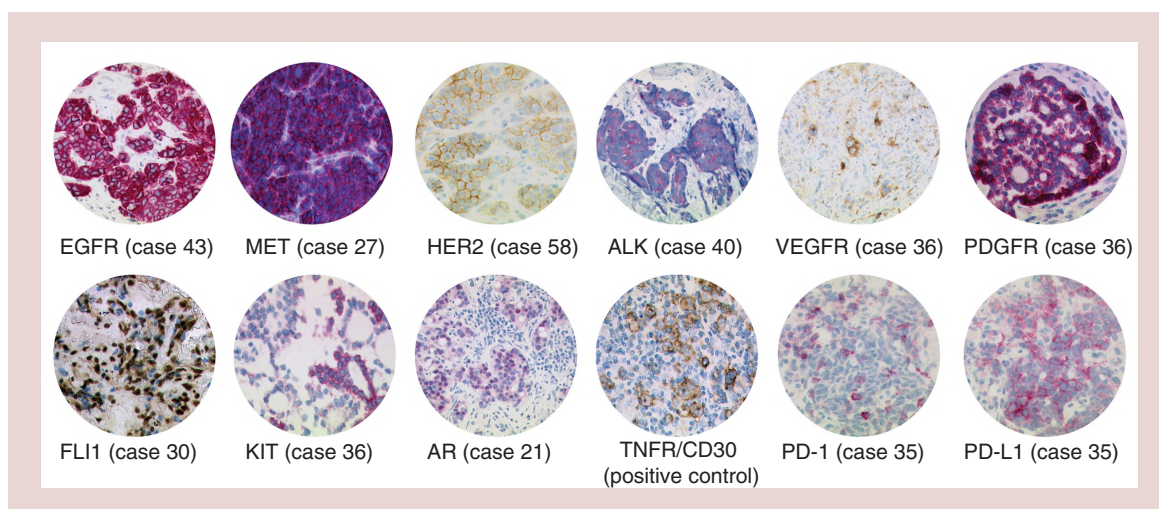 EGFR (case 43)
MET (case 27)
HER2 (case 58)
ALK (case 40)
VEGFR (case 36)
PDGFR (case 36)
FLI1 (case 30)
KIT (case 36)
AR (case 21)
TNFR/CD30
(positive control)
PD-1 (case 35)
PD-L1 (case 35)